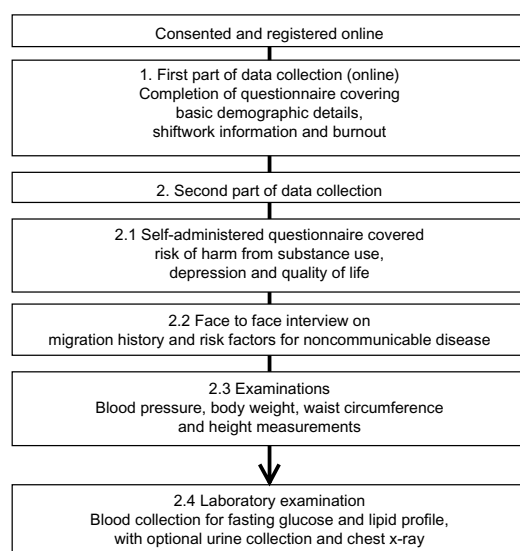 Consented and registered online
1. First part of data collection (online)
Completion of questionnaire covering
basic demographic details,
shiftwork information and burnout
2. Second part of data collection
2.1 Self-administered questionnaire covered
risk of harm from substance use,
depression and quality of life
2.2 Face to face interview on
migration history and risk factors for noncommunicable disease
2.3 Examinations
Blood pressure, body weight, waist circumference
and height measurements
2.4 Laboratory examination
Blood collection for fasting glucose and lipid profile,
with optional urine collection and chest x-ray